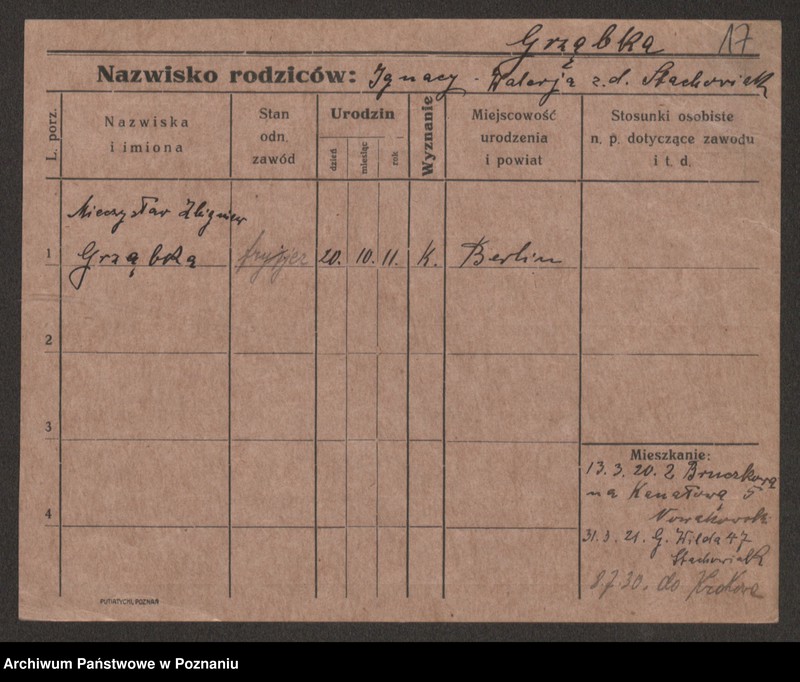 Grząbka 17
Nazwisko rodziców: Ignacy - Walerja z.d. Stachowiak
L. porz.
Nazwiska
i imiona
Stan
odn.
zawód
Urodzin
dzień
miesiąc
rok
Wyznanie
Miejscowość
urodzenia
i powiat
Stosunki osobiste
n. p. dotyczące zawodu
i t. d.
Mieczysław Zbigniew
1 Grząbka fryzjer 20. 10. 11. K. Berlin
2
3
4
Mieszkanie:
13.3.20. z Bruczkowa
na Kanałową 5
Nowakowsk
31.3.21. G. Wilda 47
Stachowiak
8.7.30. do Krakowa
PUTIATYCKI, POZNAŃ
Archiwum Państwowe w Poznaniu